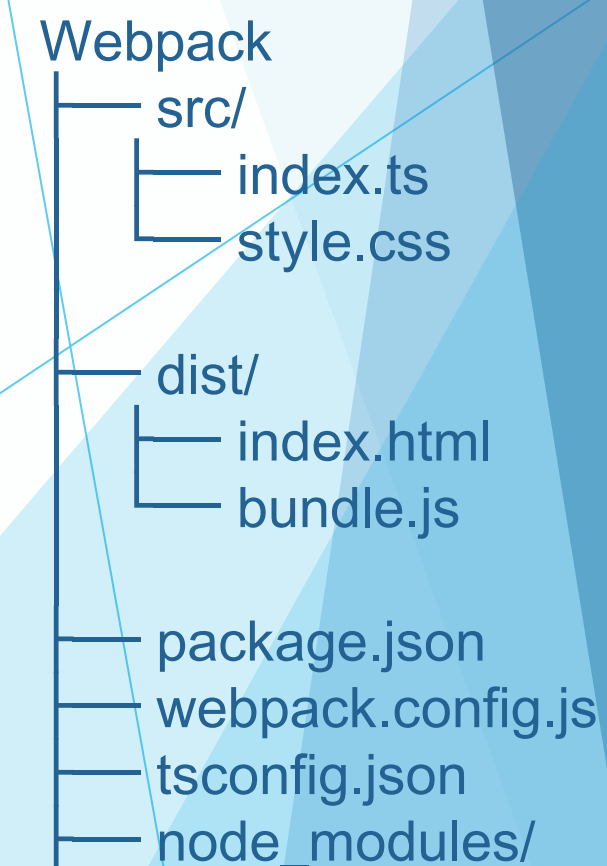 Webpack
src/
index.ts
style.css
dist/
index.html
bundle.js
package.json
webpack.config.js
tsconfig.json
node_modules/